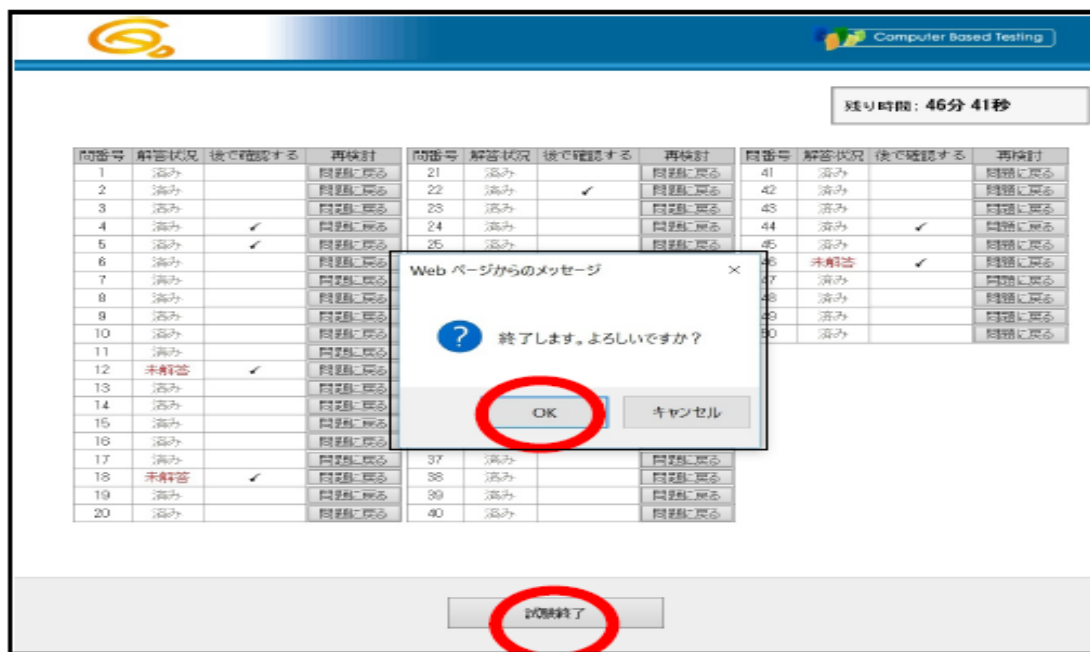 Computer Based Testing
残り時間: 46分 41秒
問番号 解答状況 後で確認する 再検討 問番号 解答状況 後で確認する 再検討 問番号 解答状況 後で確認する 再検討
1 済み 問題に戻る 21 済み 問題に戻る 41 済み 問題に戻る
2 済み 問題に戻る 22 済み ✓ 問題に戻る 42 済み 問題に戻る
3 済み 問題に戻る 23 済み 問題に戻る 43 済み 問題に戻る
4 済み ✓ 問題に戻る 24 済み 問題に戻る 44 済み ✓ 問題に戻る
5 済み ✓ 問題に戻る 25 済み 問題に戻る 45 済み 問題に戻る
6 済み 問題に戻る 未解答 ✓ 問題に戻る
7 済み 問題に戻る 済み 問題に戻る
8 済み 問題に戻る 済み 問題に戻る
9 済み 問題に戻る 済み 問題に戻る
10 済み 問題に戻る 済み 問題に戻る
11 済み 問題に戻る
12 未解答 ✓ 問題に戻る
13 済み 問題に戻る
14 済み 問題に戻る
15 済み 問題に戻る
16 済み 問題に戻る
17 済み 問題に戻る 37 済み 問題に戻る
18 未解答 ✓ 問題に戻る 38 済み 問題に戻る
19 済み 問題に戻る 39 済み 問題に戻る
20 済み 問題に戻る 40 済み 問題に戻る
Web ページからのメッセージ ×
? 終了します。よろしいですか?
OK キャンセル
試験終了